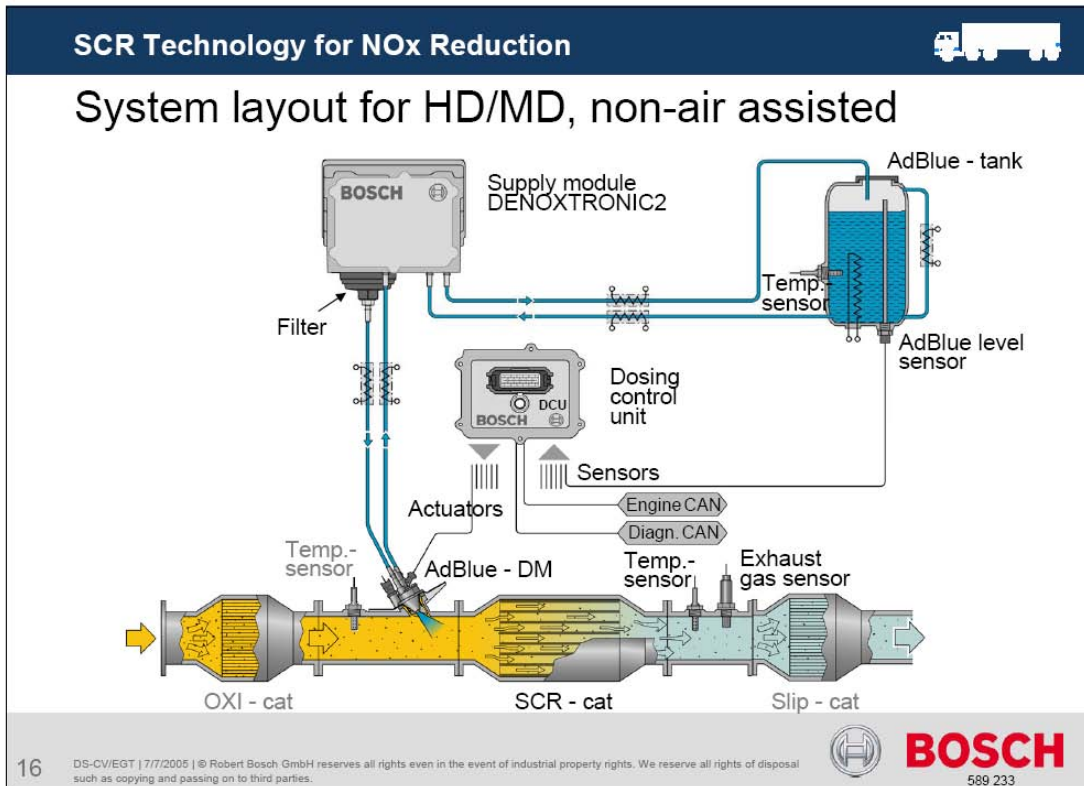 SCR Technology for NOx Reduction
System layout for HD/MD, non-air assisted
AdBlue - tank
BOSCH
Supply module
DENOXTRONIC2
Temp.-
sensor
Filter
AdBlue level
sensor
Dosing
control
unit
DCU
BOSCH
Sensors
Actuators
Engine CAN
Diagn. CAN
Temp.-
sensor
AdBlue - DM
Temp.-
sensor
Exhaust
gas sensor
OXI - cat
SCR - cat
Slip - cat
16
DS-CV/EGT | 7/7/2005 | © Robert Bosch GmbH reserves all rights even in the event of industrial property rights. We reserve all rights of disposal
such as copying and passing on to third parties.
BOSCH
589 233